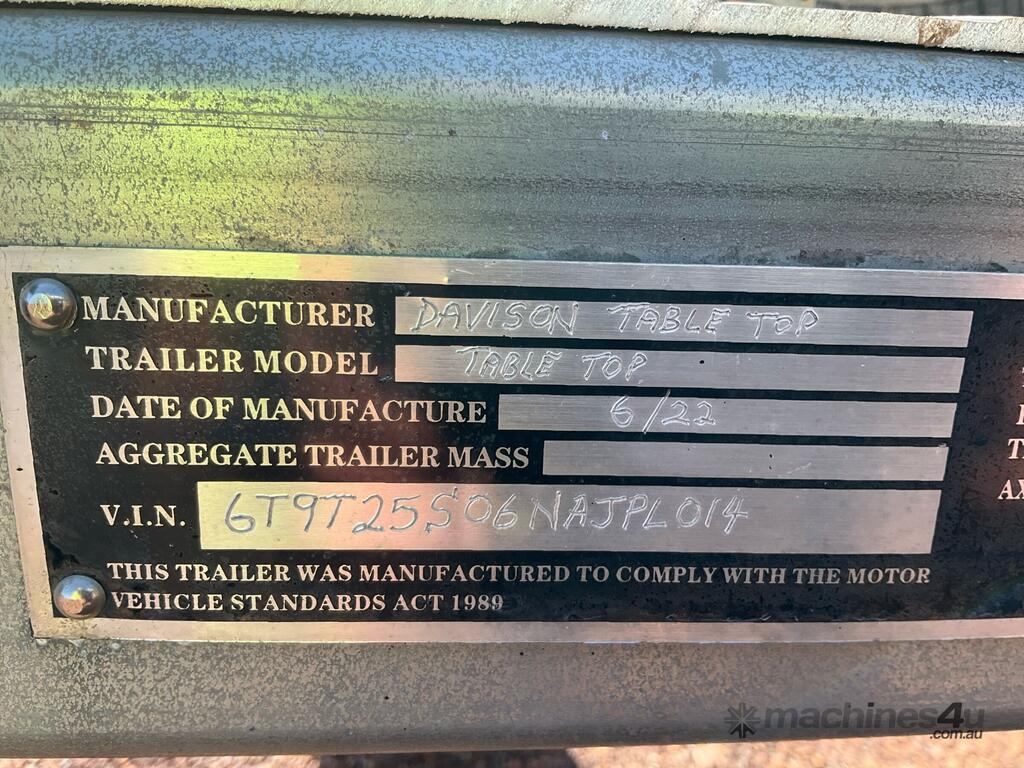 MANUFACTURER DAVISON TABLE TOP
TRAILER MODEL TABLE TOP
DATE OF MANUFACTURE 6/22
AGGREGATE TRAILER MASS
V.I.N. 6T9T25S06NAJPL014
THIS TRAILER WAS MANUFACTURED TO COMPLY WITH THE MOTOR
VEHICLE STANDARDS ACT 1989
machines4u
.com.au